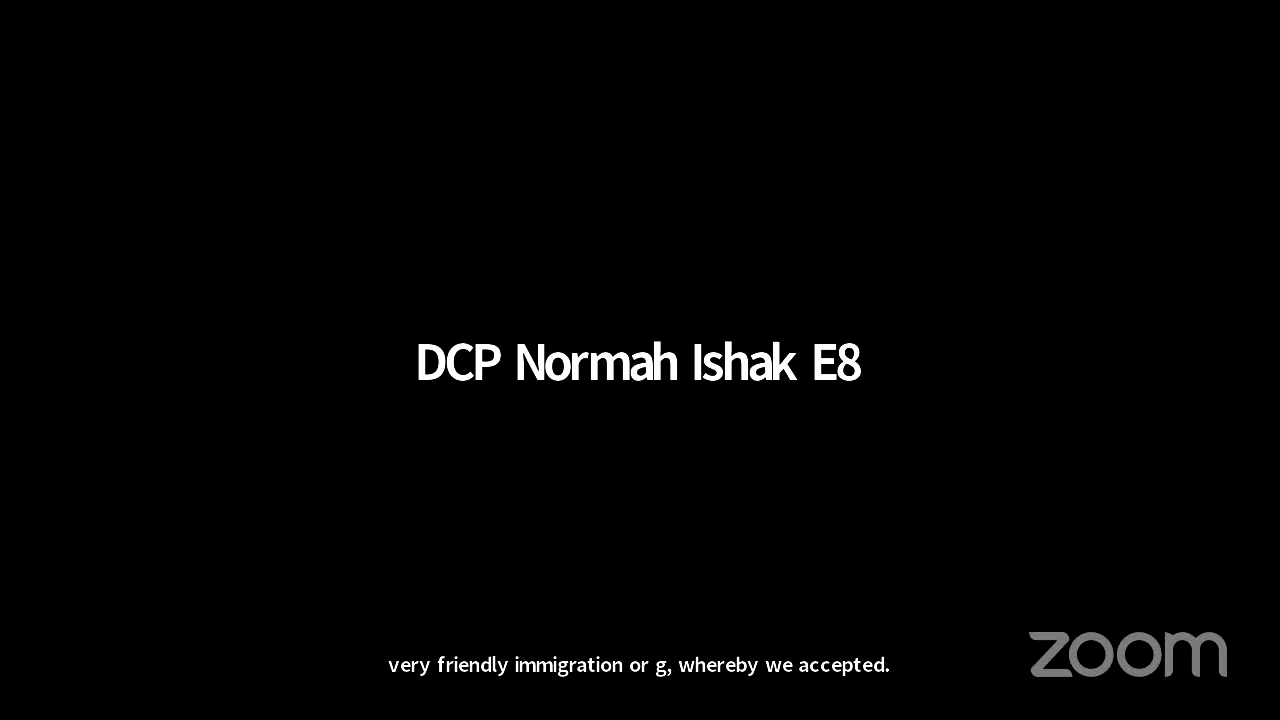 DCP Normah Ishak E8
very friendly immigration or g, whereby we accepted.
zoom